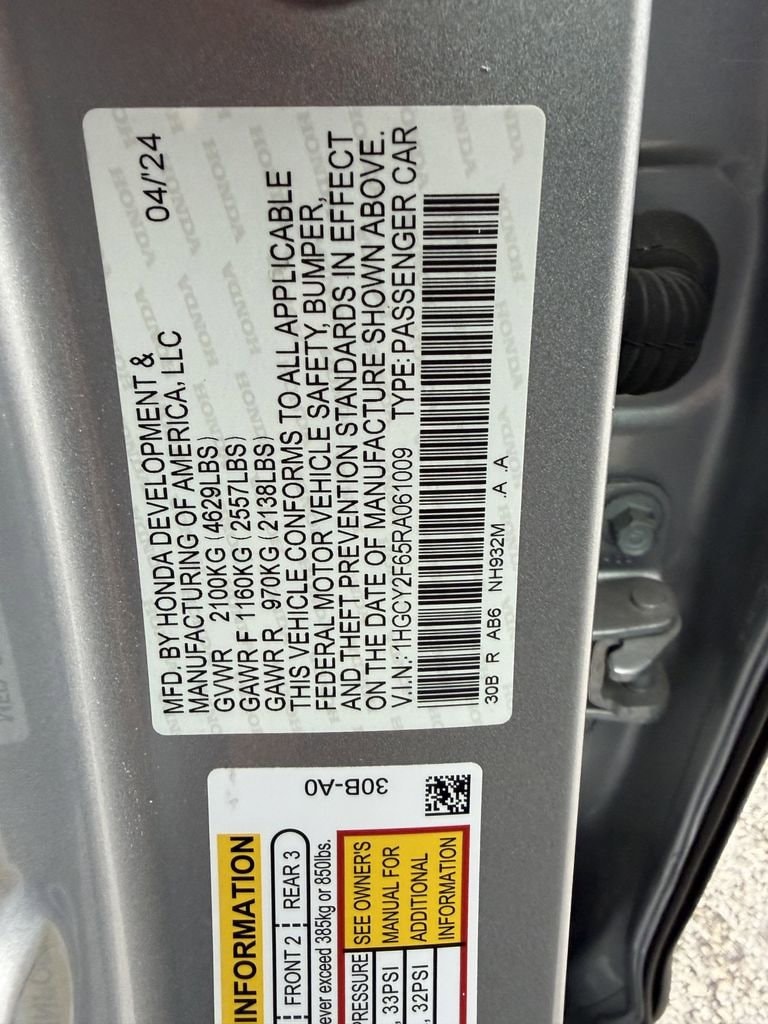 MFD. BY HONDA DEVELOPMENT & 04/'24
MANUFACTURING OF AMERICA, LLC
GVWR 2100KG (4629LBS)
GAWR F 1160KG (2557LBS)
GAWR R 970KG (2138LBS)
THIS VEHICLE CONFORMS TO ALL APPLICABLE
FEDERAL MOTOR VEHICLE SAFETY, BUMPER,
AND THEFT PREVENTION STANDARDS IN EFFECT
ON THE DATE OF MANUFACTURE SHOWN ABOVE.
V.I.N.: 1HGCY2F65RA061009 TYPE: PASSENGER CAR
30B R AB6 NH932M .A .A
30B-A0
INFORMATION
FRONT 2 REAR 3
ever exceed 385kg or 850lbs.
PRESSURE SEE OWNER'S
, 33PSI MANUAL FOR
, 32PSI ADDITIONAL
INFORMATION